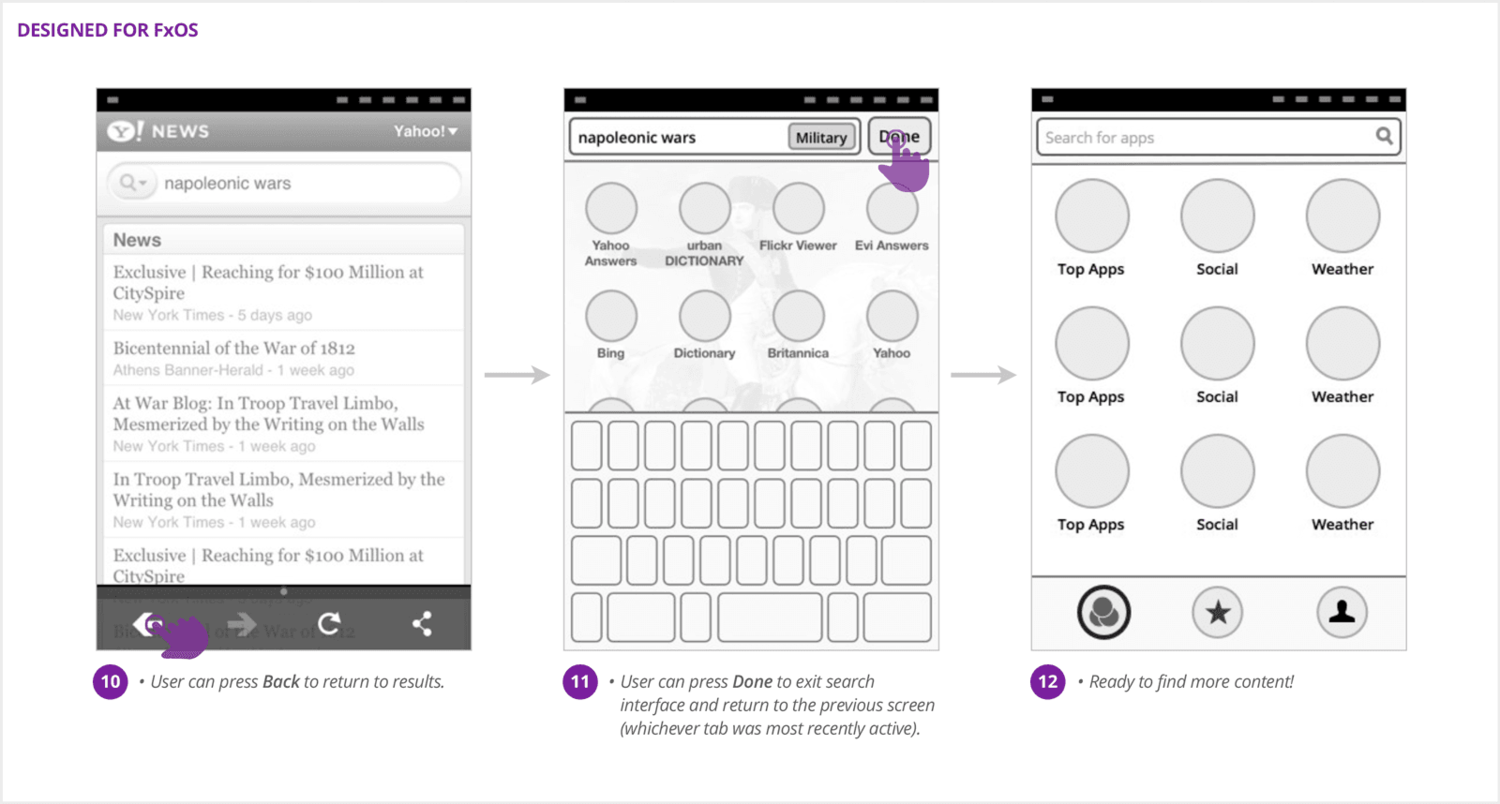 DESIGNED FOR FxOS
Y! NEWS
Yahoo!
napoleonic wars
News
Exclusive | Reaching for $100 Million at
CitySpire
New York Times - 5 days ago
Bicentennial of the War of 1812
Athens Banner-Herald - 1 week ago
At War Blog: In Troop Travel Limbo,
Mesmerized by the Writing on the Walls
New York Times - 1 week ago
In Troop Travel Limbo, Mesmerized by the
Writing on the Walls
New York Times - 1 week ago
Exclusive | Reaching for $100 Million at
CitySpire
10
• User can press Back to return to results.
napoleonic wars
Military
Done
Yahoo
Answers
urban
DICTIONARY
Flickr Viewer
Evi Answers
Bing
Dictionary
Britannica
Yahoo
11
• User can press Done to exit search
interface and return to the previous screen
(whichever tab was most recently active).
Search for apps
Top Apps
Social
Weather
Top Apps
Social
Weather
Top Apps
Social
Weather
12
• Ready to find more content!